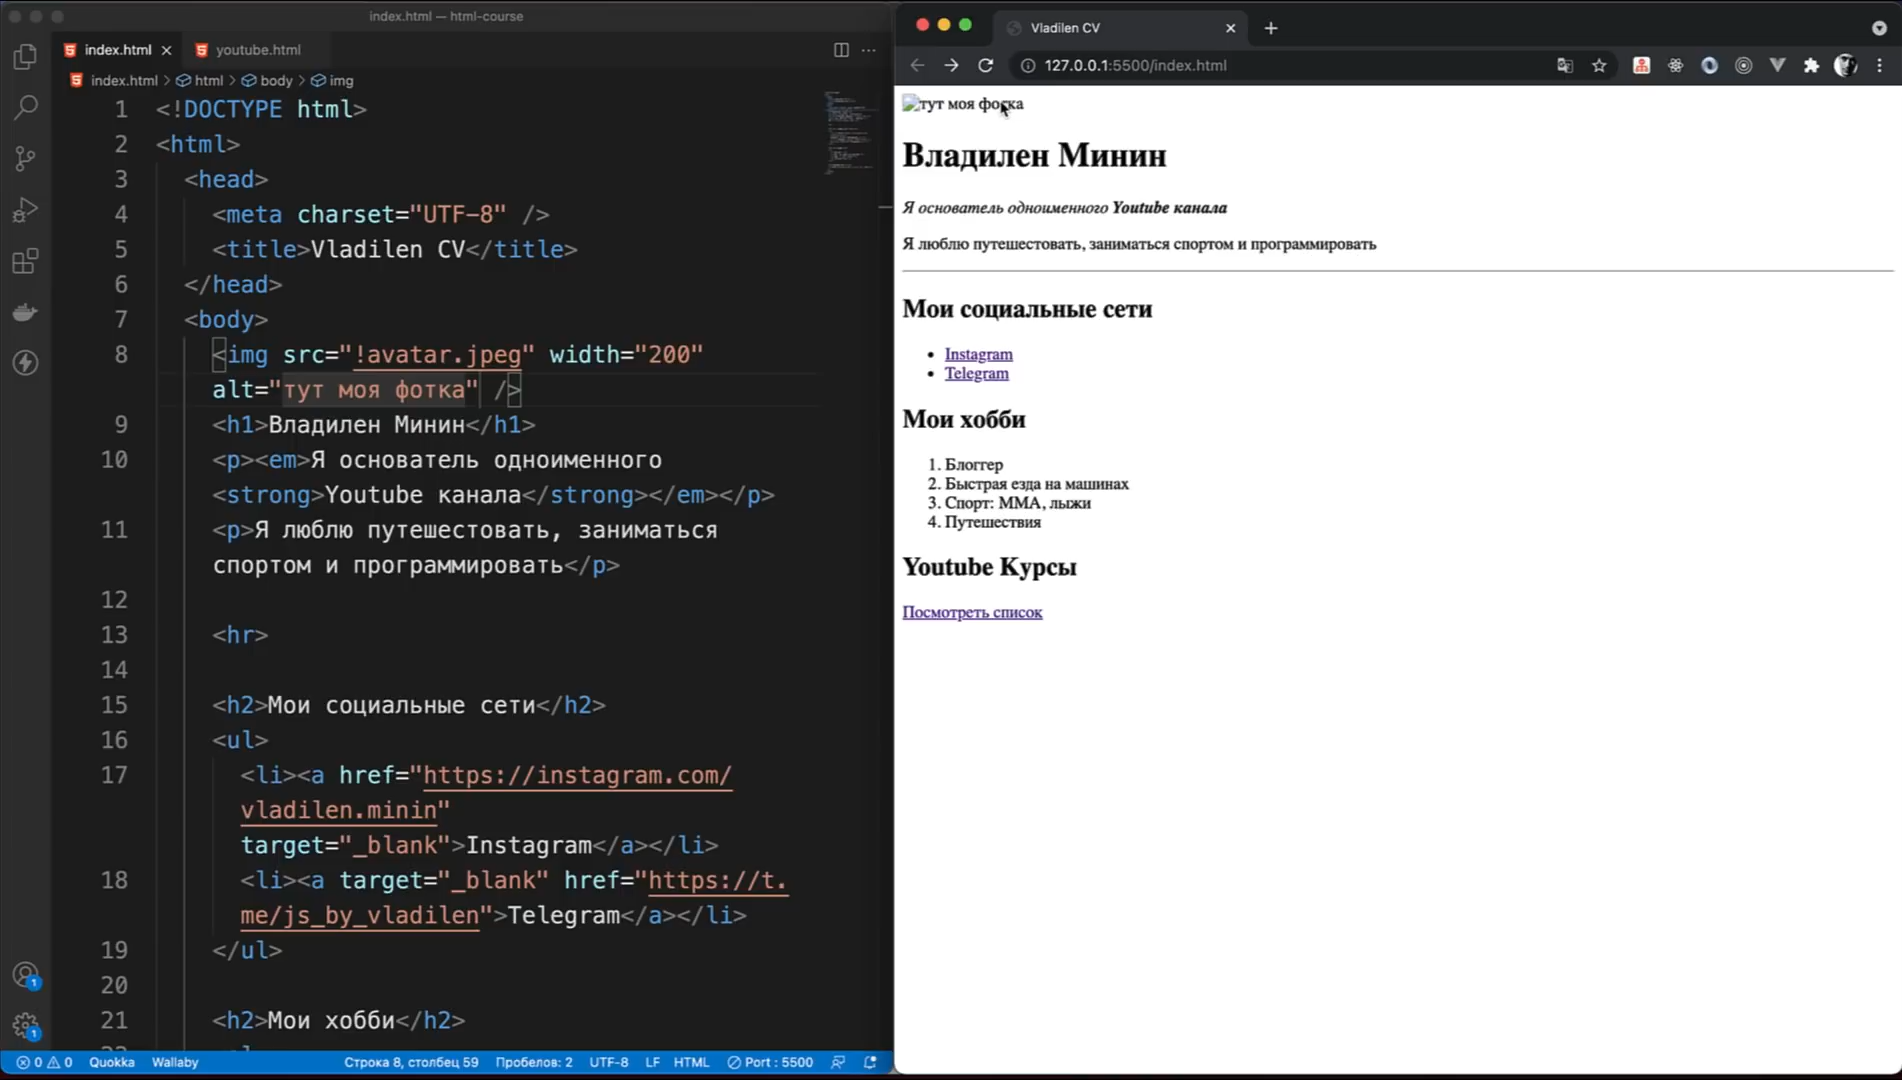 index.html — html-course
index.html
youtube.html
index.html > html > body > img
1 <!DOCTYPE html>
2 <html>
3 <head>
4 <meta charset="UTF-8" />
5 <title>Vladilen CV</title>
6 </head>
7 <body>
8 <img src="!avatar.jpeg" width="200"
alt="тут моя фотка" />
9 <h1>Владилен Минин</h1>
10 <p><em>Я основатель одноименного
<strong>Youtube канала</strong></em></p>
11 <p>Я люблю путешестовать, заниматься
спортом и программировать</p>
12
13 <hr>
14
15 <h2>Мои социальные сети</h2>
16 <ul>
17 <li><a href="https://instagram.com/
vladilen.minin"
target="_blank">Instagram</a></li>
18 <li><a target="_blank" href="https://t.
me/js_by_vladilen">Telegram</a></li>
19 </ul>
20
21 <h2>Мои хобби</h2>
1
1
0 0 Quokka Wallaby Строка 8, столбец 59 Пробелов: 2 UTF-8 LF HTML Port : 5500
Vladilen CV
127.0.0.1:5500/index.html
тут моя фотка
Владилен Минин
Я основатель одноименного Youtube канала
Я люблю путешестовать, заниматься спортом и программировать
Мои социальные сети
• Instagram
• Telegram
Мои хобби
1. Блоггер
2. Быстрая езда на машинах
3. Спорт: ММА, лыжи
4. Путешествия
Youtube Курсы
Посмотреть список